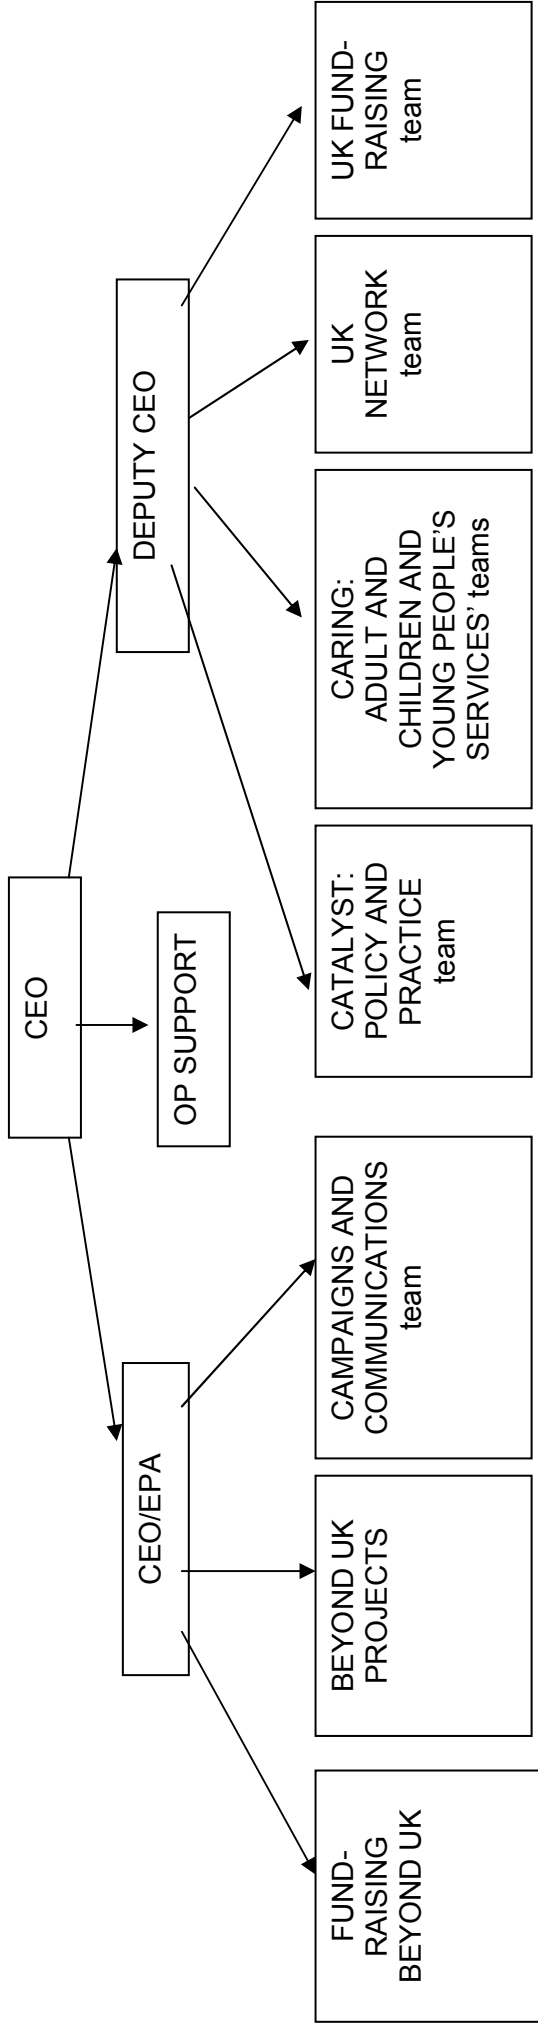 CEO
OP SUPPORT
CEO/EPA
DEPUTY CEO
FUND-
RAISING
BEYOND UK
BEYOND UK
PROJECTS
CAMPAIGNS AND
COMMUNICATIONS
team
CATALYST:
POLICY AND
PRACTICE
team
CARING:
ADULT AND
CHILDREN AND
YOUNG PEOPLE’S
SERVICES’ teams
UK
NETWORK
team
UK FUND-
RAISING
team